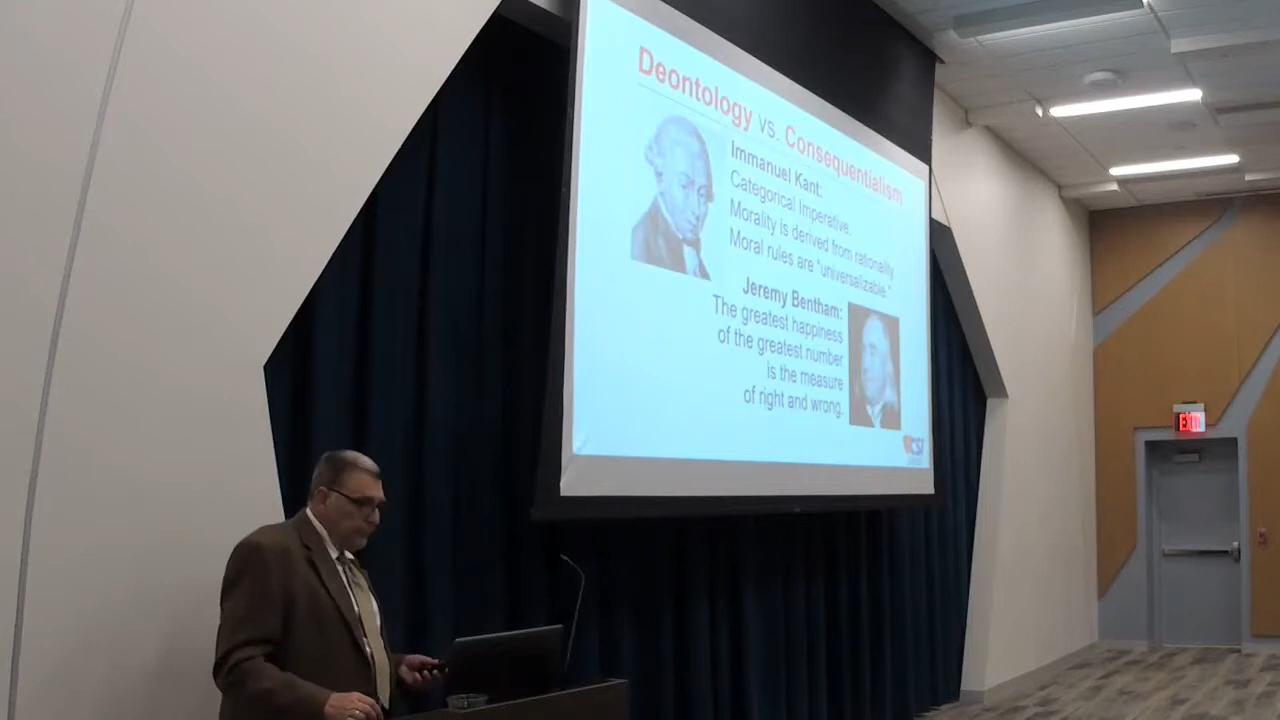 Deontology vs. Consequentialism
Immanuel Kant:
Categorical Imperative.
Morality is derived from rationality
Moral rules are "universalizable."
Jeremy Bentham:
The greatest happiness
of the greatest number
is the measure
of right and wrong.
CSI
EXIT